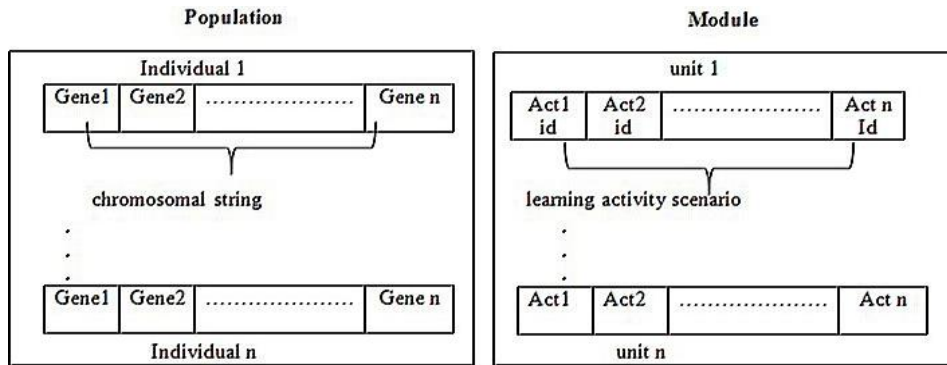 Population
Individual 1
Gene1 Gene2 ........................ Gene n
chromosomal string
.
.
.
Gene1 Gene2 ........................ Gene n
Individual n
Module
unit 1
Act1 Act2 ........................ Act n
id id Id
learning activity scenario
.
.
.
Act1 Act2 ........................ Act n
unit n